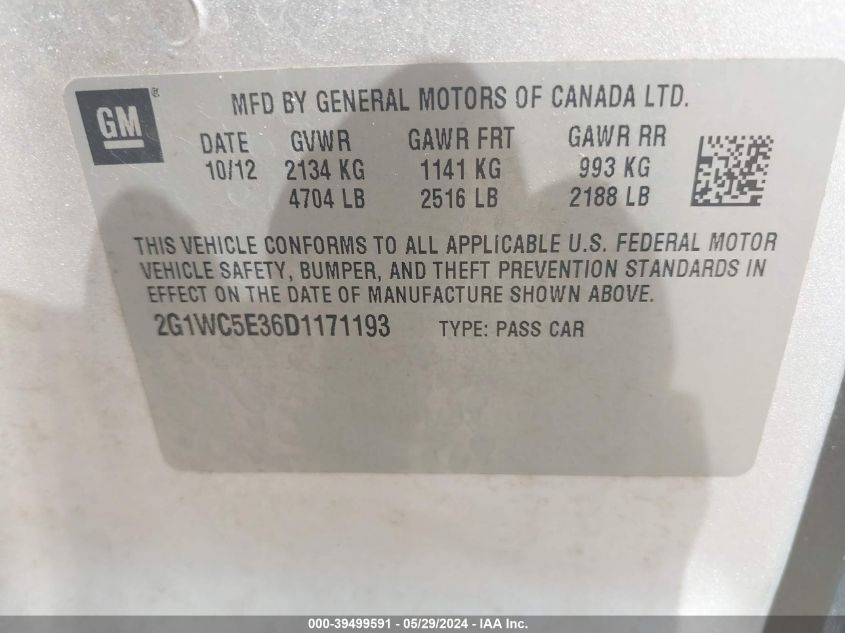 GM®
MFD BY GENERAL MOTORS OF CANADA LTD.
DATE GVWR GAWR FRT GAWR RR
10/12 2134 KG 1141 KG 993 KG
4704 LB 2516 LB 2188 LB
THIS VEHICLE CONFORMS TO ALL APPLICABLE U.S. FEDERAL MOTOR
VEHICLE SAFETY, BUMPER, AND THEFT PREVENTION STANDARDS IN
EFFECT ON THE DATE OF MANUFACTURE SHOWN ABOVE.
2G1WC5E36D1171193 TYPE: PASS CAR
000-39499591 - 05/29/2024 - IAA Inc.